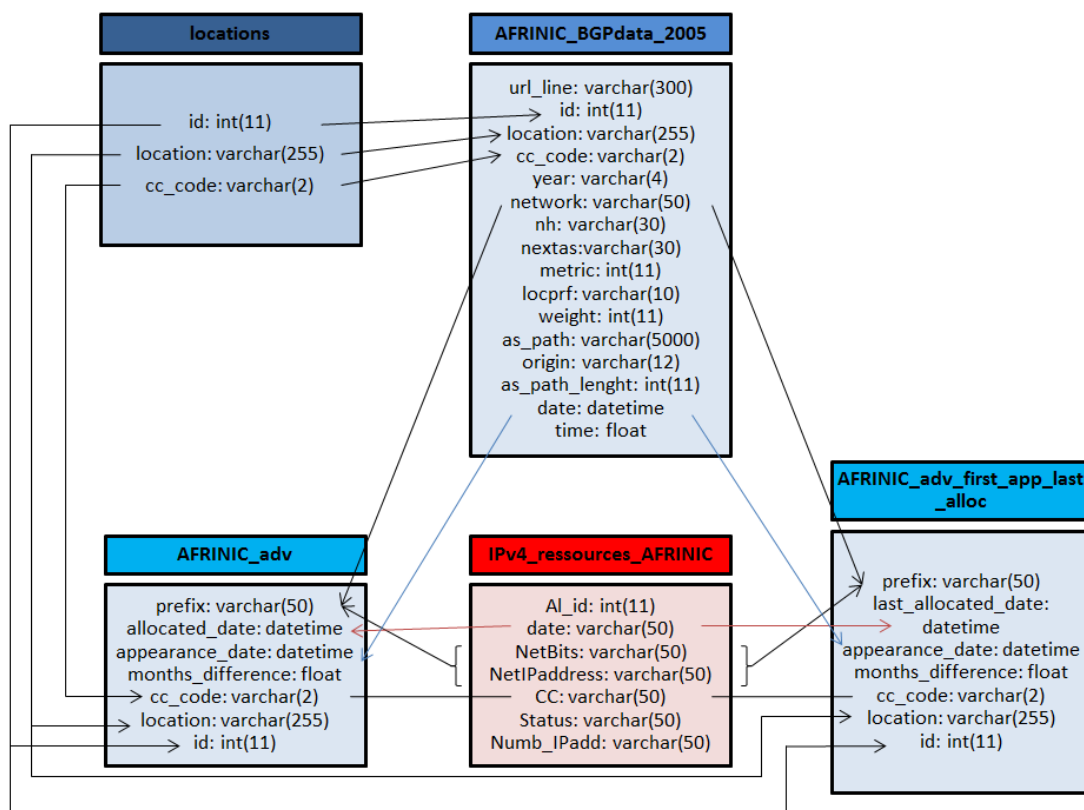 locations
id: int(11)
location: varchar(255)
cc_code: varchar(2)
AFRINIC_BGPdata_2005
url_line: varchar(300)
id: int(11)
location: varchar(255)
cc_code: varchar(2)
year: varchar(4)
network: varchar(50)
nh: varchar(30)
nextas:varchar(30)
metric: int(11)
locprf: varchar(10)
weight: int(11)
as_path: varchar(5000)
origin: varchar(12)
as_path_lenght: int(11)
date: datetime
time: float
AFRINIC_adv
prefix: varchar(50)
allocated_date: datetime
appearance_date: datetime
months_difference: float
cc_code: varchar(2)
location: varchar(255)
id: int(11)
IPv4_ressources_AFRINIC
Al_id: int(11)
date: varchar(50)
NetBits: varchar(50)
NetIPaddress: varchar(50)
CC: varchar(50)
Status: varchar(50)
Numb_IPadd: varchar(50)
AFRINIC_adv_first_app_last
_alloc
prefix: varchar(50)
last_allocated_date:
datetime
appearance_date: datetime
months_difference: float
cc_code: varchar(2)
location: varchar(255)
id: int(11)